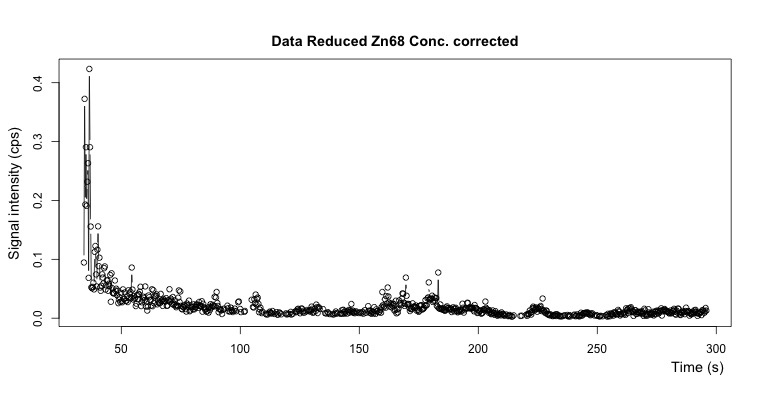 Data Reduced Zn68 Conc. corrected
Signal intensity (cps)
0.4
0.3
0.2
0.1
0.0
50 100 150 200 250 300
Time (s)